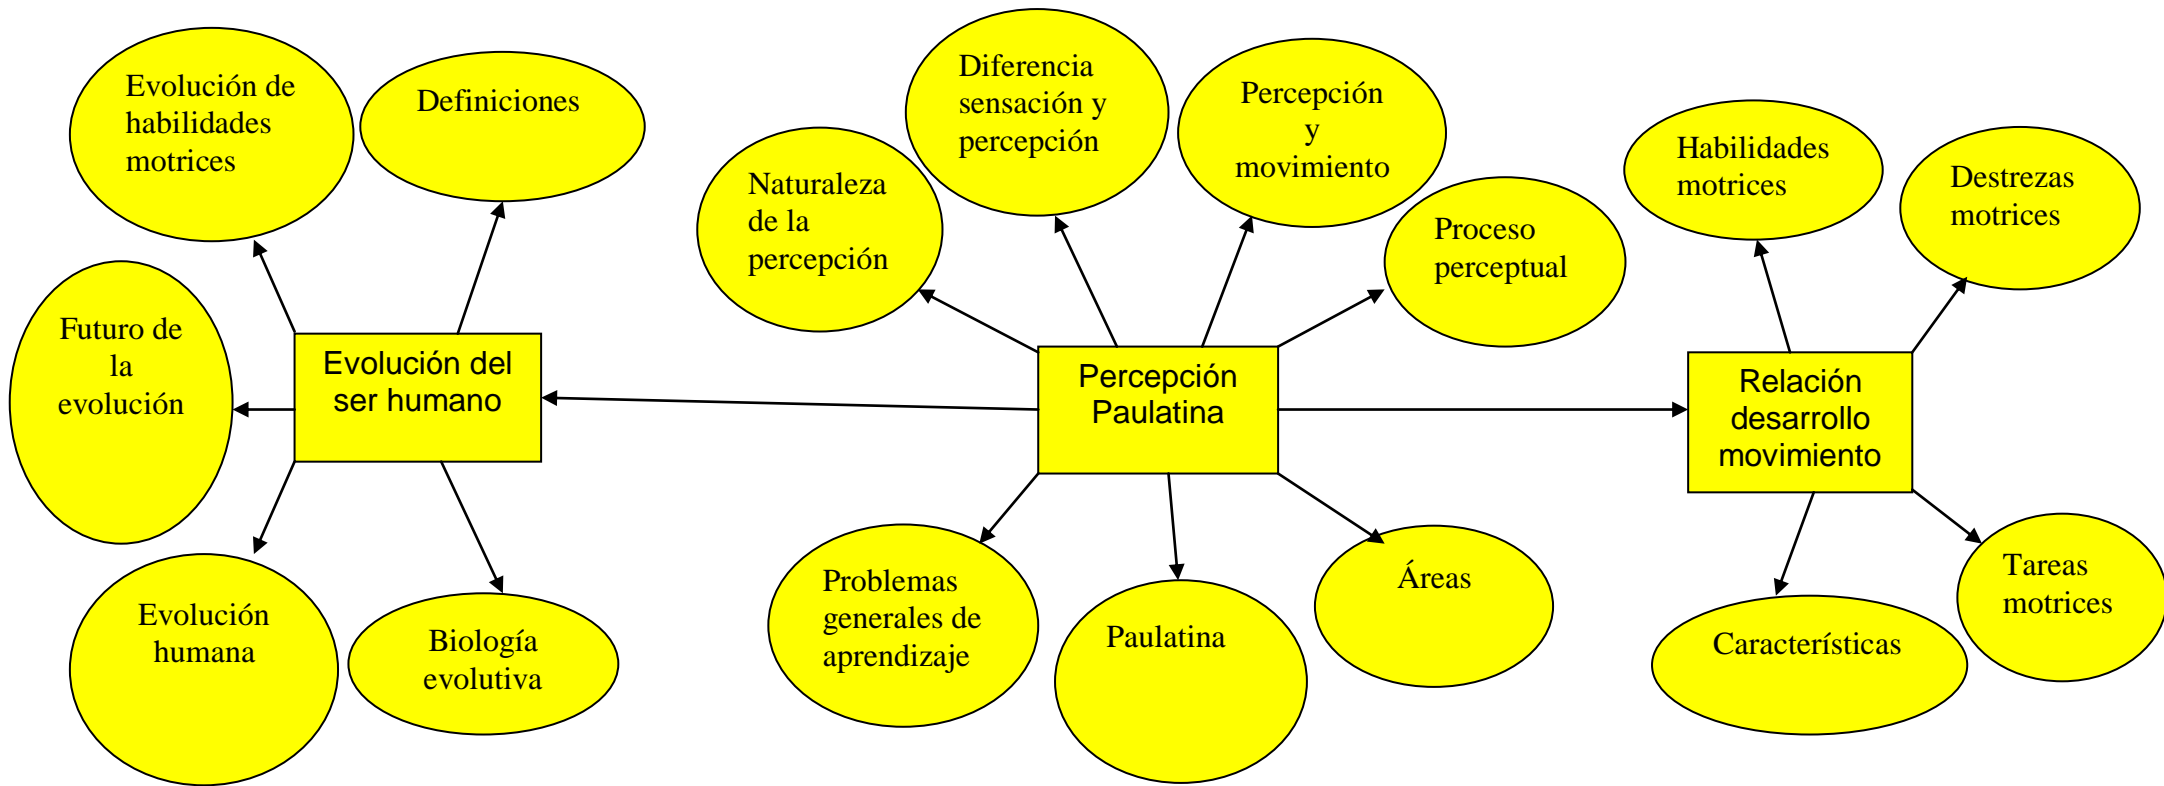 Evolución de
habilidades
motrices
Definiciones
Futuro de
la
evolución
Evolución del
ser humano
Evolución
humana
Biología
evolutiva
Diferencia
sensación y
percepción
Percepción
y
movimiento
Naturaleza
de la
percepción
Proceso
perceptual
Percepción
Paulatina
Problemas
generales de
aprendizaje
Paulatina
Áreas
Habilidades
motrices
Destrezas
motrices
Relación
desarrollo
movimiento
Características
Tareas
motrices